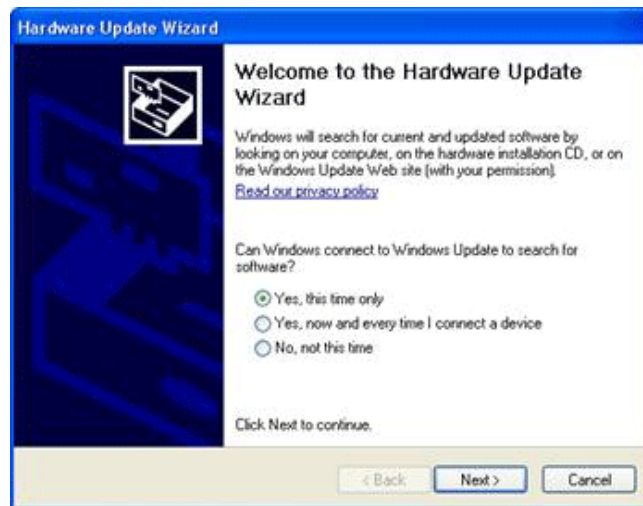 Hardware Update Wizard
Welcome to the Hardware Update
Wizard
Windows will search for current and updated software by
looking on your computer, on the hardware installation CD, or on
the Windows Update Web site (with your permission).
Read our privacy policy
Can Windows connect to Windows Update to search for
software?
Yes, this time only
Yes, now and every time I connect a device
No, not this time
Click Next to continue.
< Back Next > Cancel